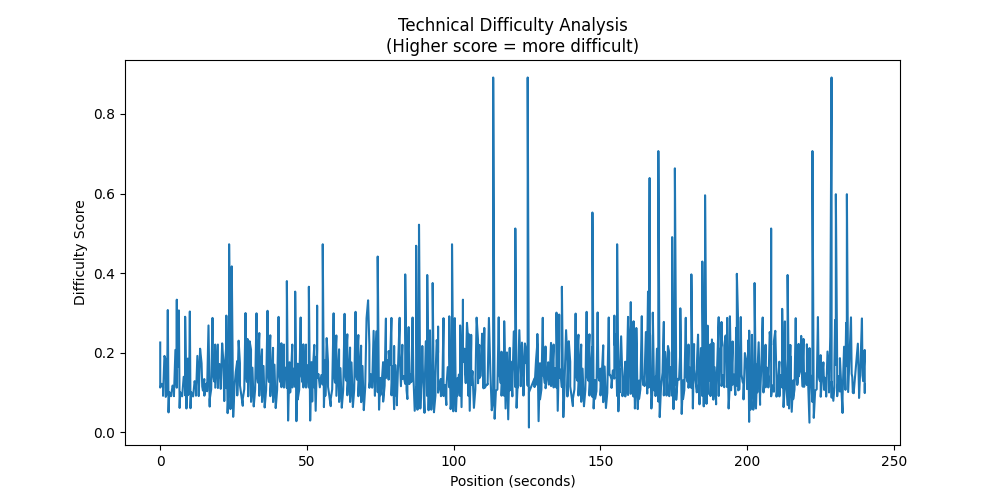 Technical Difficulty Analysis
(Higher score = more difficult)
Difficulty Score
0.8
0.6
0.4
0.2
0.0
0 50 100 150 200 250
Position (seconds)